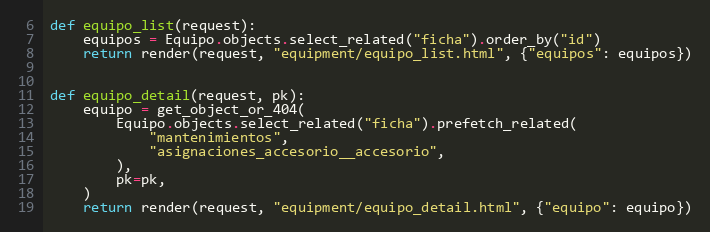 6 def equipo_list(request):
7     equipos = Equipo.objects.select_related("ficha").order_by("id")
8     return render(request, "equipment/equipo_list.html", {"equipos": equipos})
9
10
11 def equipo_detail(request, pk):
12     equipo = get_object_or_404(
13         Equipo.objects.select_related("ficha").prefetch_related(
14             "mantenimientos",
15             "asignaciones_accesorio__accesorio",
16         ),
17         pk=pk,
18     )
19     return render(request, "equipment/equipo_detail.html", {"equipo": equipo})